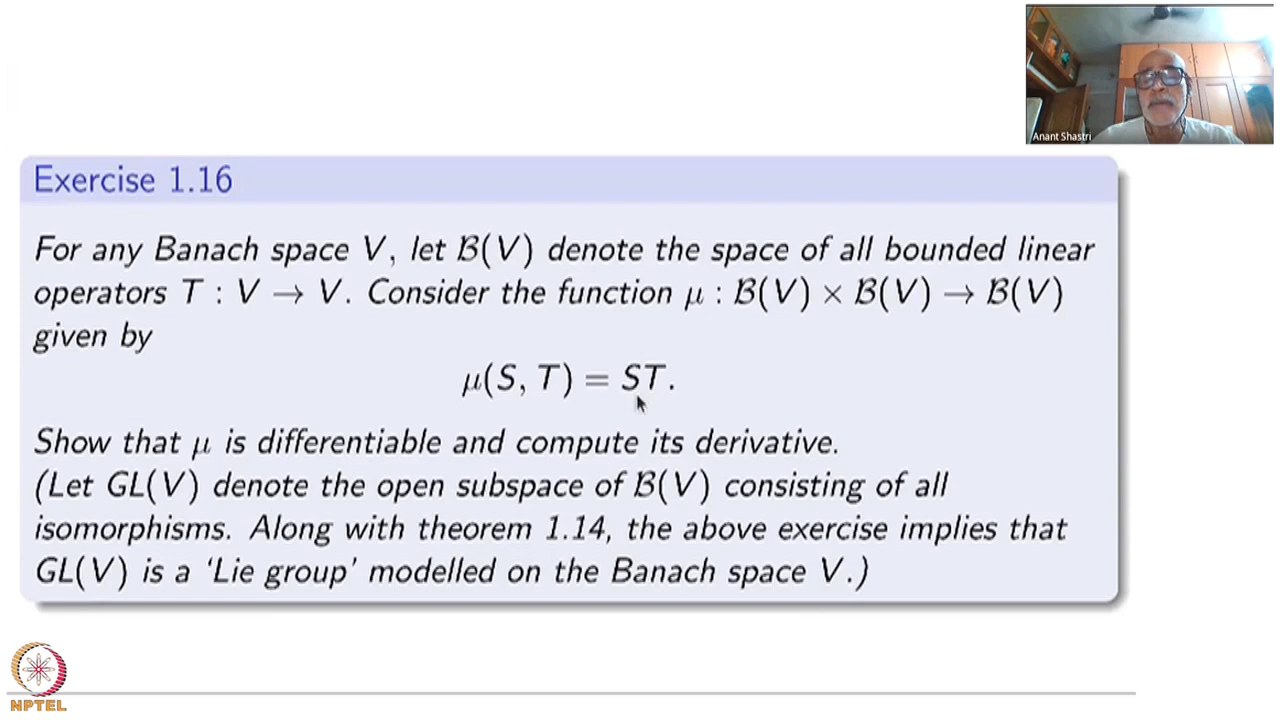 Anant Shastri
Exercise 1.16
For any Banach space V, let ℬ(V) denote the space of all bounded linear
operators T : V → V. Consider the function μ : ℬ(V) × ℬ(V) → ℬ(V)
given by
μ(S, T) = ST.
Show that μ is differentiable and compute its derivative.
(Let GL(V) denote the open subspace of ℬ(V) consisting of all
isomorphisms. Along with theorem 1.14, the above exercise implies that
GL(V) is a ‘Lie group’ modelled on the Banach space V.)
NPTEL